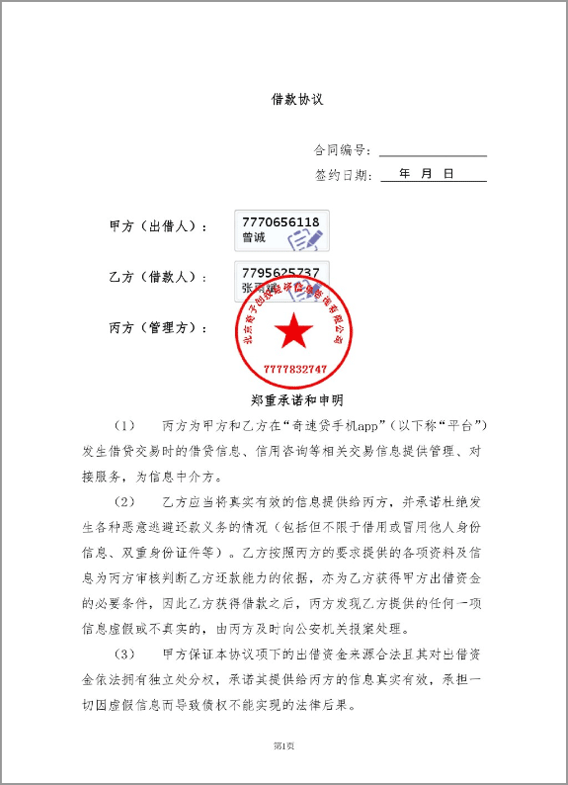 借款协议
合同编号：
签约日期： 年 月 日
甲方（出借人）：
7770656118
曾诚
乙方（借款人）：
7795625737
张
丙方（管理方）：
7777832747
郑重承诺和申明
（1） 丙方为甲方和乙方在“奇速贷手机app”（以下称“平台”）
发生借贷交易时的借贷信息、信用咨询等相关交易信息提供管理、对
接服务，为信息中介方。
（2） 乙方应当将真实有效的信息提供给丙方，并承诺杜绝发
生各种恶意逃避还款义务的情况（包括但不限于借用或冒用他人身份
信息、双重身份证件等）。乙方按照丙方的要求提供的各项资料及信
息为丙方审核判断乙方还款能力的依据，亦为乙方获得甲方出借资金
的必要条件，因此乙方获得借款之后，丙方发现乙方提供的任何一项
信息虚假或不真实的，由丙方及时向公安机关报案处理。
（3） 甲方保证本协议项下的出借资金来源合法且其对出借资
金依法拥有独立处分权，承诺其提供给丙方的信息真实有效，承担一
切因虚假信息而导致债权不能实现的法律后果。
第1页